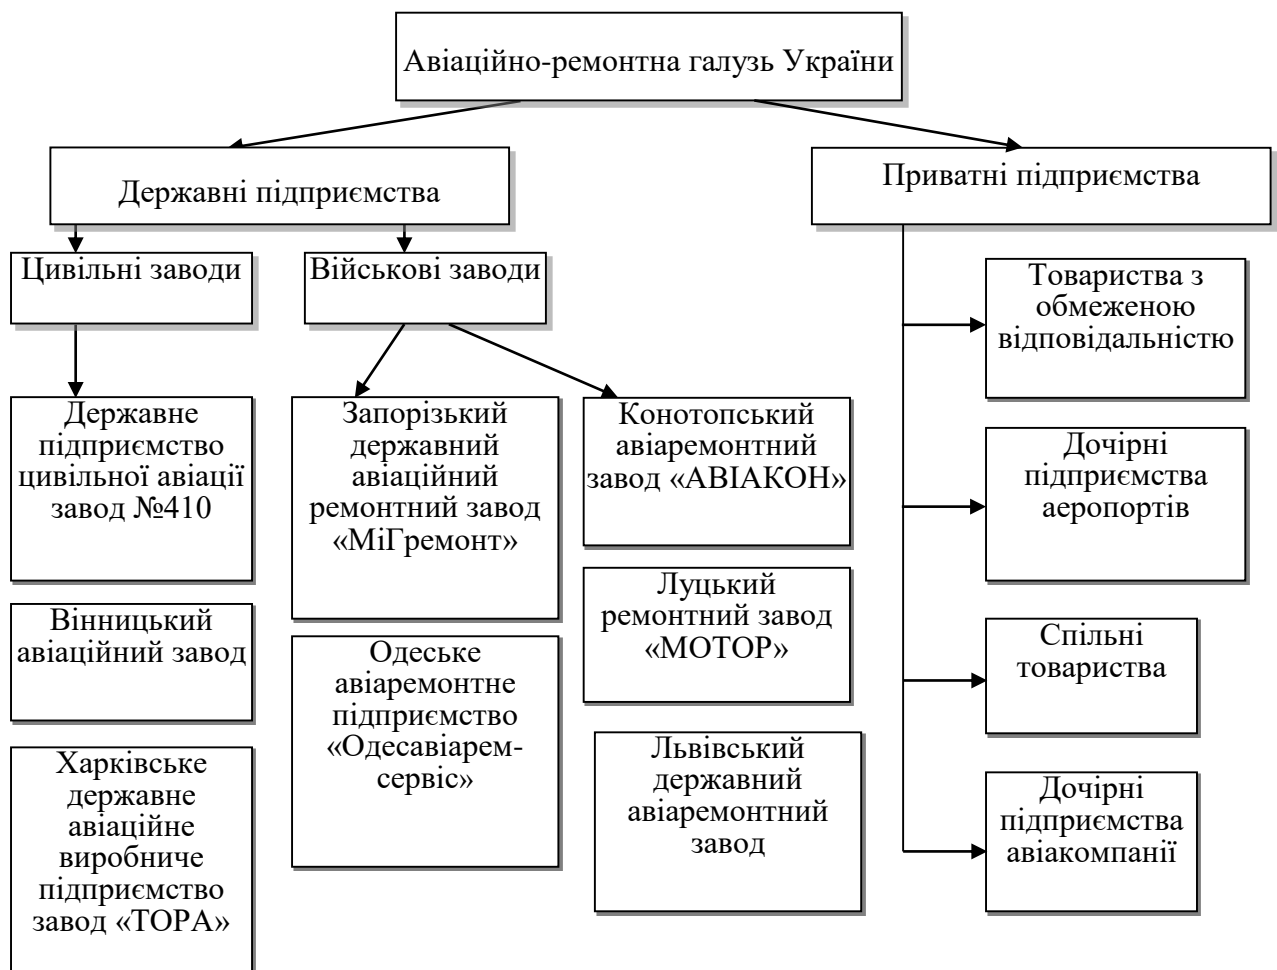 Авіаційно-ремонтна галузь України
Державні підприємства
Приватні підприємства
Цивільні заводи
Військові заводи
Товариства з
обмеженою
відповідальністю
Державне
підприємство
цивільної авіації
завод №410
Запорізький
державний
авіаційний
ремонтний завод
«МіГремонт»
Конотопський
авіаремонтний
завод «АВІАКОН»
Дочірні
підприємства
аеропортів
Вінницький
авіаційний завод
Одеське
авіаремонтне
підприємство
«Одесавіарем-
сервіс»
Луцький
ремонтний завод
«МОТОР»
Спільні
товариства
Харківське
державне
авіаційне
виробниче
підприємство
завод «ТОРА»
Львівський
державний
авіаремонтний
завод
Дочірні
підприємства
авіакомпанії